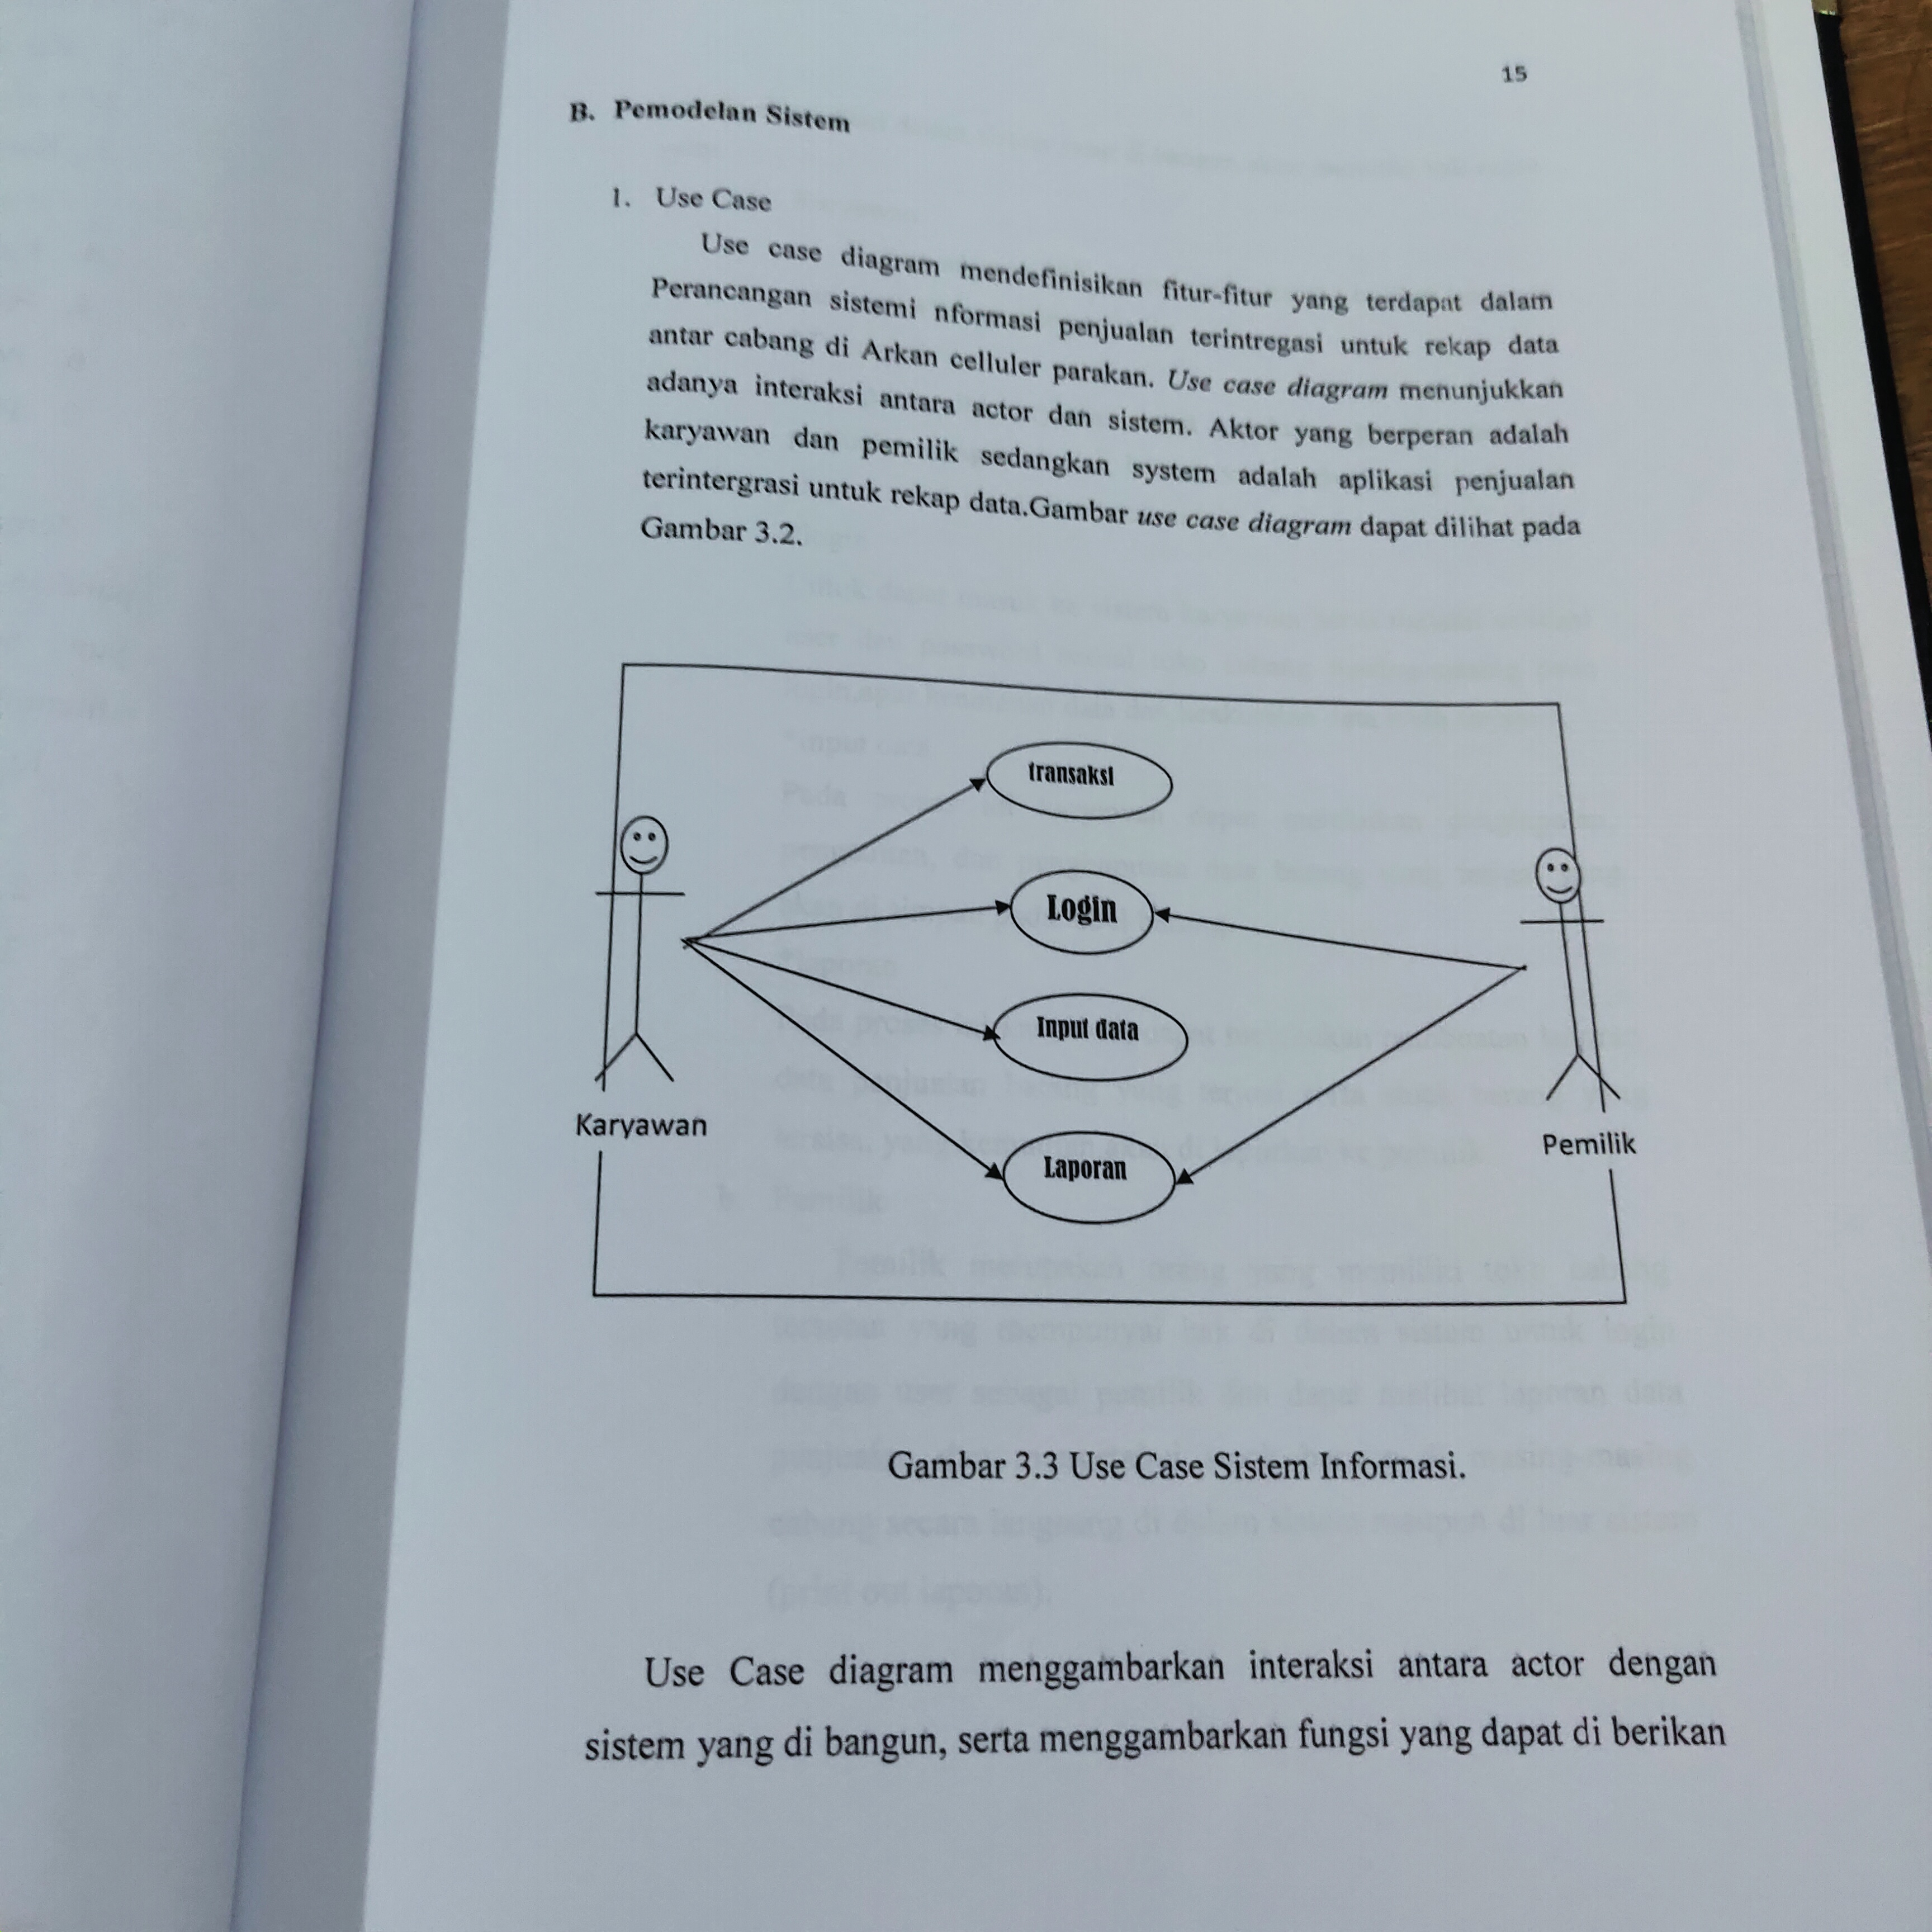 15
B. Pemodelan Sistem
1. Use Case
Use case diagram mendefinisikan fitur-fitur yang terdapat dalam
Perancangan sistemi nformasi penjualan terintregasi untuk rekap data
antar cabang di Arkan celluler parakan. Use case diagram menunjukkan
adanya interaksi antara actor dan sistem. Aktor yang berperan adalah
karyawan dan pemilik sedangkan system adalah aplikasi penjualan
terintergrasi untuk rekap data.Gambar use case diagram dapat dilihat pada
Gambar 3.2.
transaksi
Login
Input data
Karyawan
Pemilik
Laporan
Gambar 3.3 Use Case Sistem Informasi.
Use Case diagram menggambarkan interaksi antara actor dengan
sistem yang di bangun, serta menggambarkan fungsi yang dapat di berikan